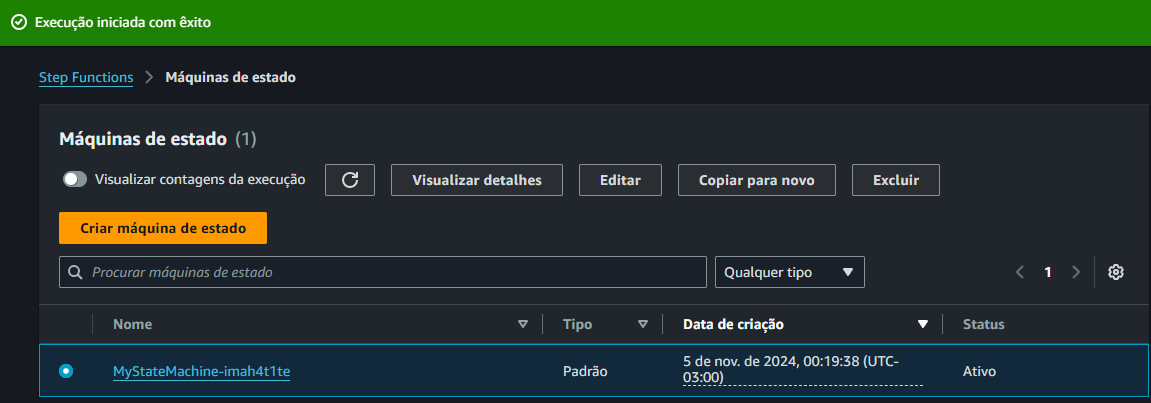 Execução iniciada com êxito
Step Functions > Máquinas de estado
Máquinas de estado (1)
Visualizar contagens da execução Visualizar detalhes Editar Copiar para novo Excluir
Criar máquina de estado
Procurar máquinas de estado Qualquer tipo 1
Nome Tipo Data de criação Status
MyStateMachine-imah4t1te Padrão 5 de nov. de 2024, 00:19:38 (UTC-
03:00) Ativo